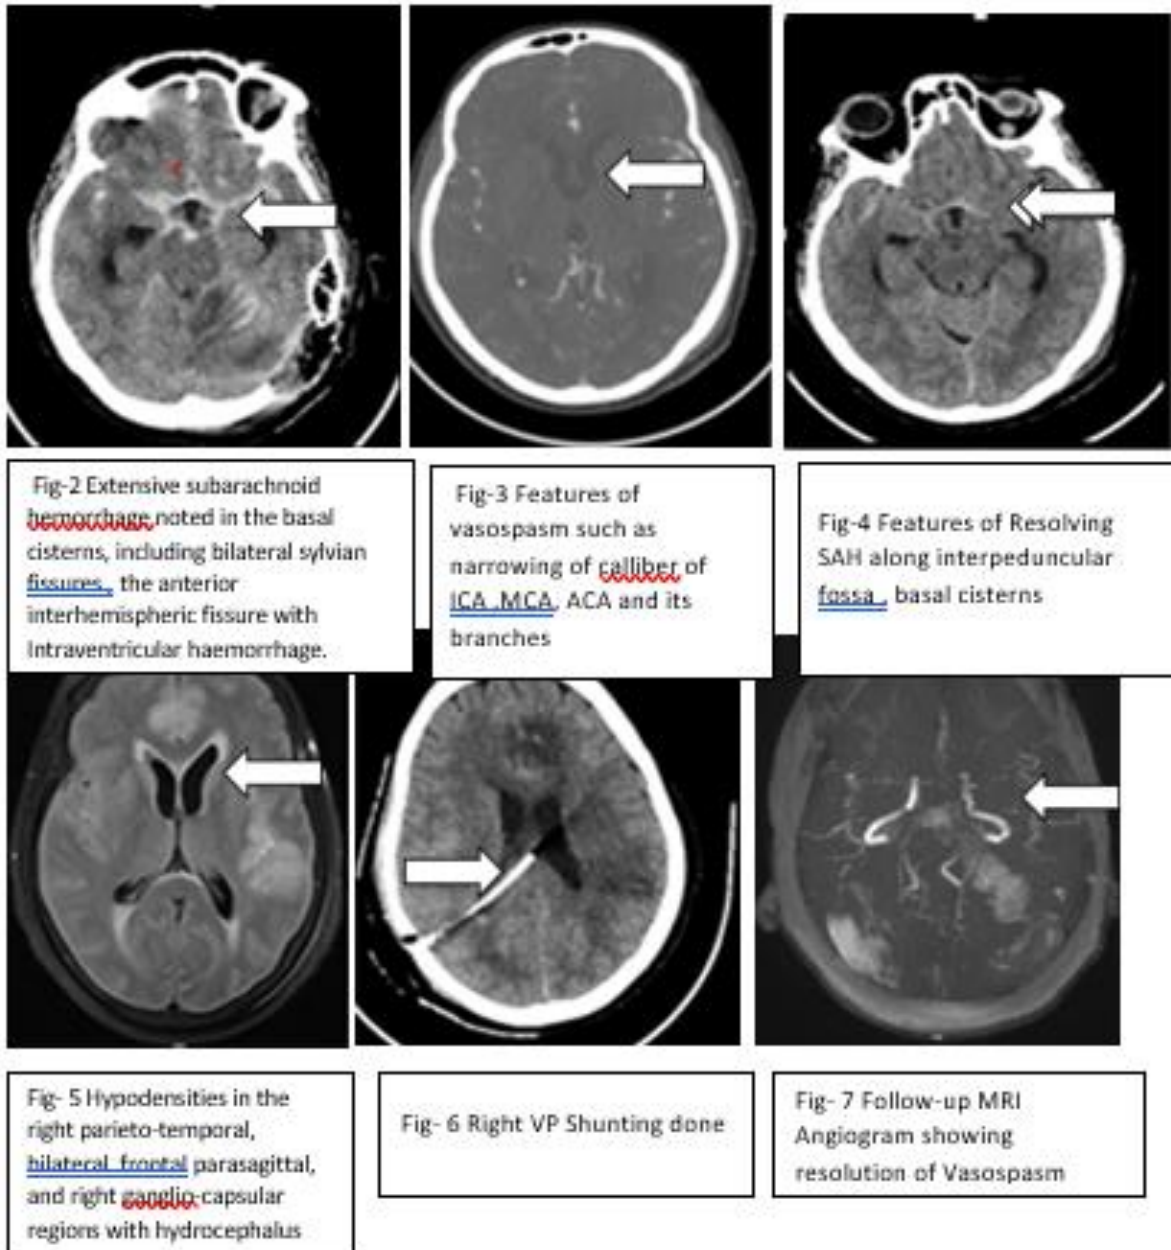 Fig-2 Extensive subarachnoid
hemorrhage noted in the basal
cisterns, including bilateral sylvian
fissures , the anterior
interhemispheric fissure with
Intraventricular haemorrhage.
Fig-3 Features of
vasospasm such as
narrowing of calliber of
ICA ,MCA, ACA and its
branches
Fig-4 Features of Resolving
SAH along interpeduncular
fossa , basal cisterns
Fig- 5 Hypodensities in the
right parieto-temporal,
bilateral frontal parasagittal,
and right ganglio-capsular
regions with hydrocephalus
Fig- 6 Right VP Shunting done
Fig- 7 Follow-up MRI
Angiogram showing
resolution of Vasospasm